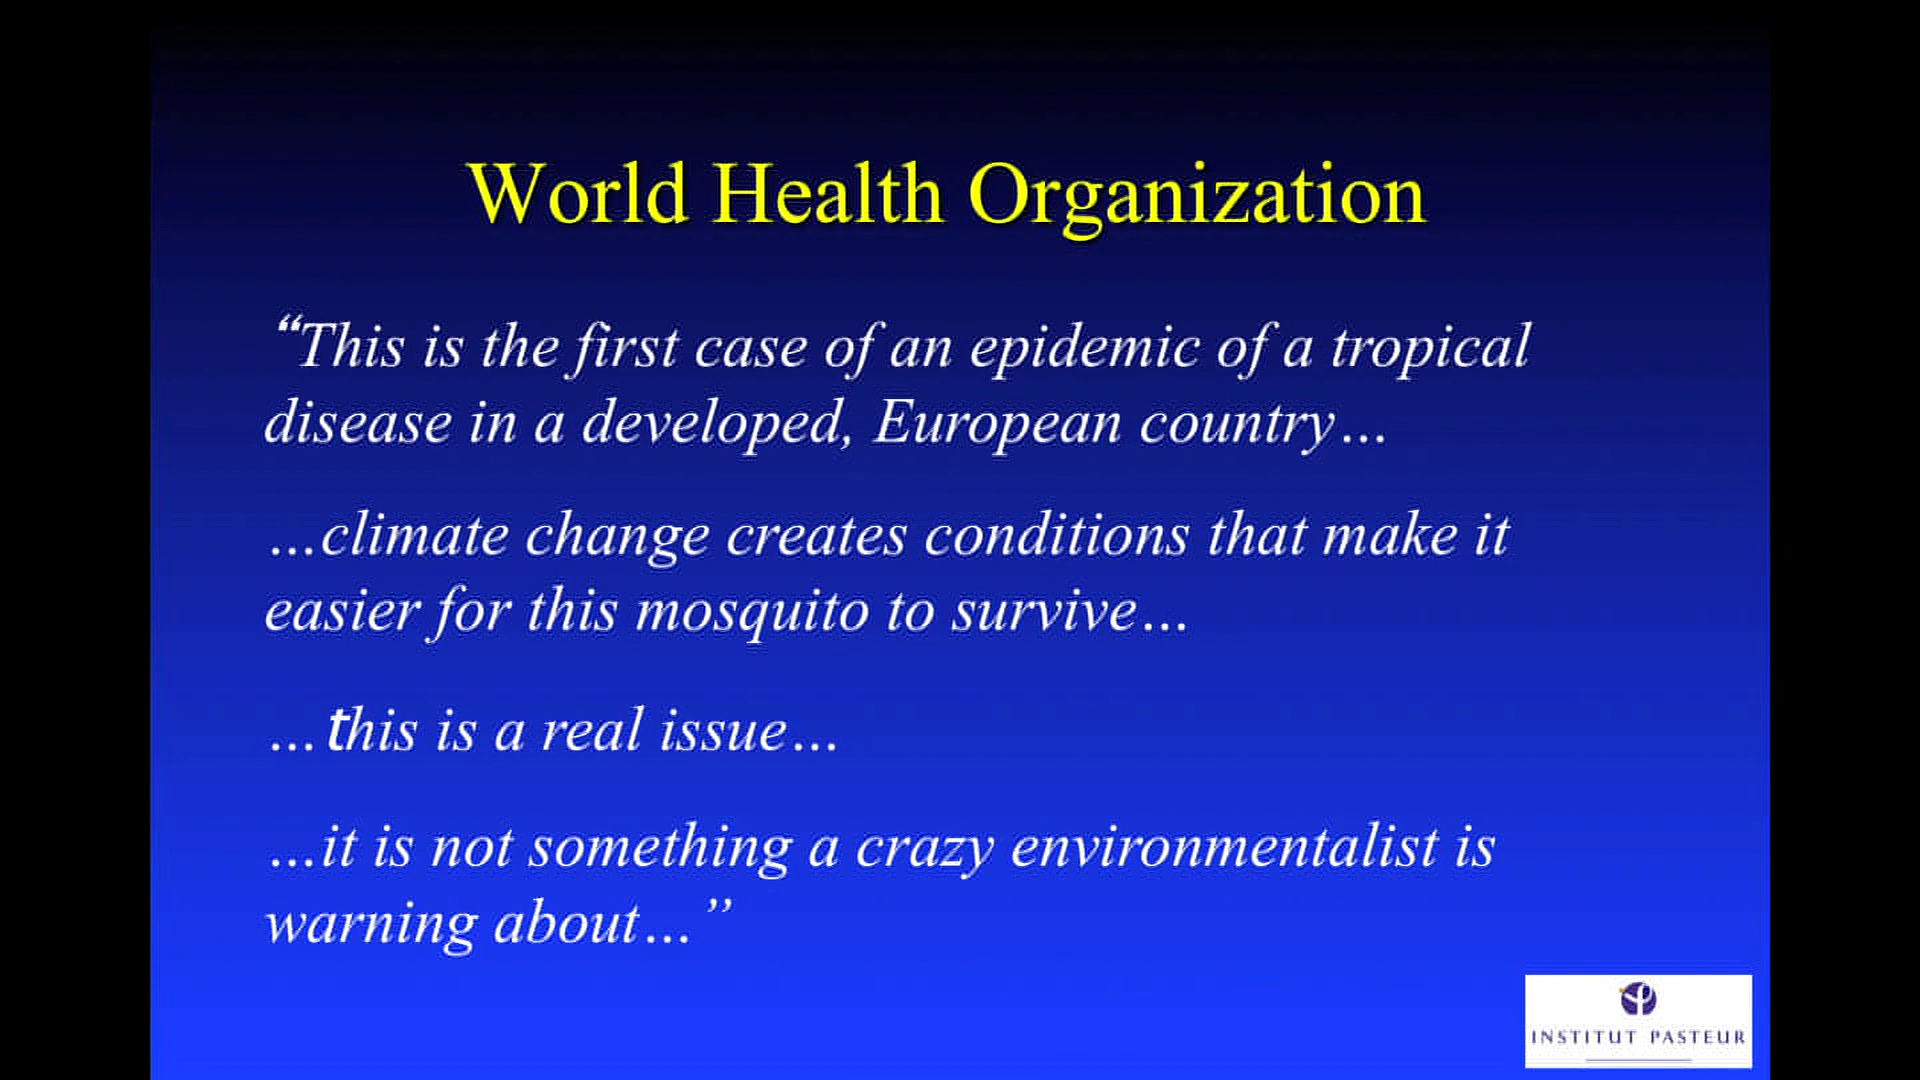 World Health Organization
“This is the first case of an epidemic of a tropical
disease in a developed, European country…
…climate change creates conditions that make it
easier for this mosquito to survive…
…this is a real issue…
…it is not something a crazy environmentalist is
warning about…”
INSTITUT PASTEUR